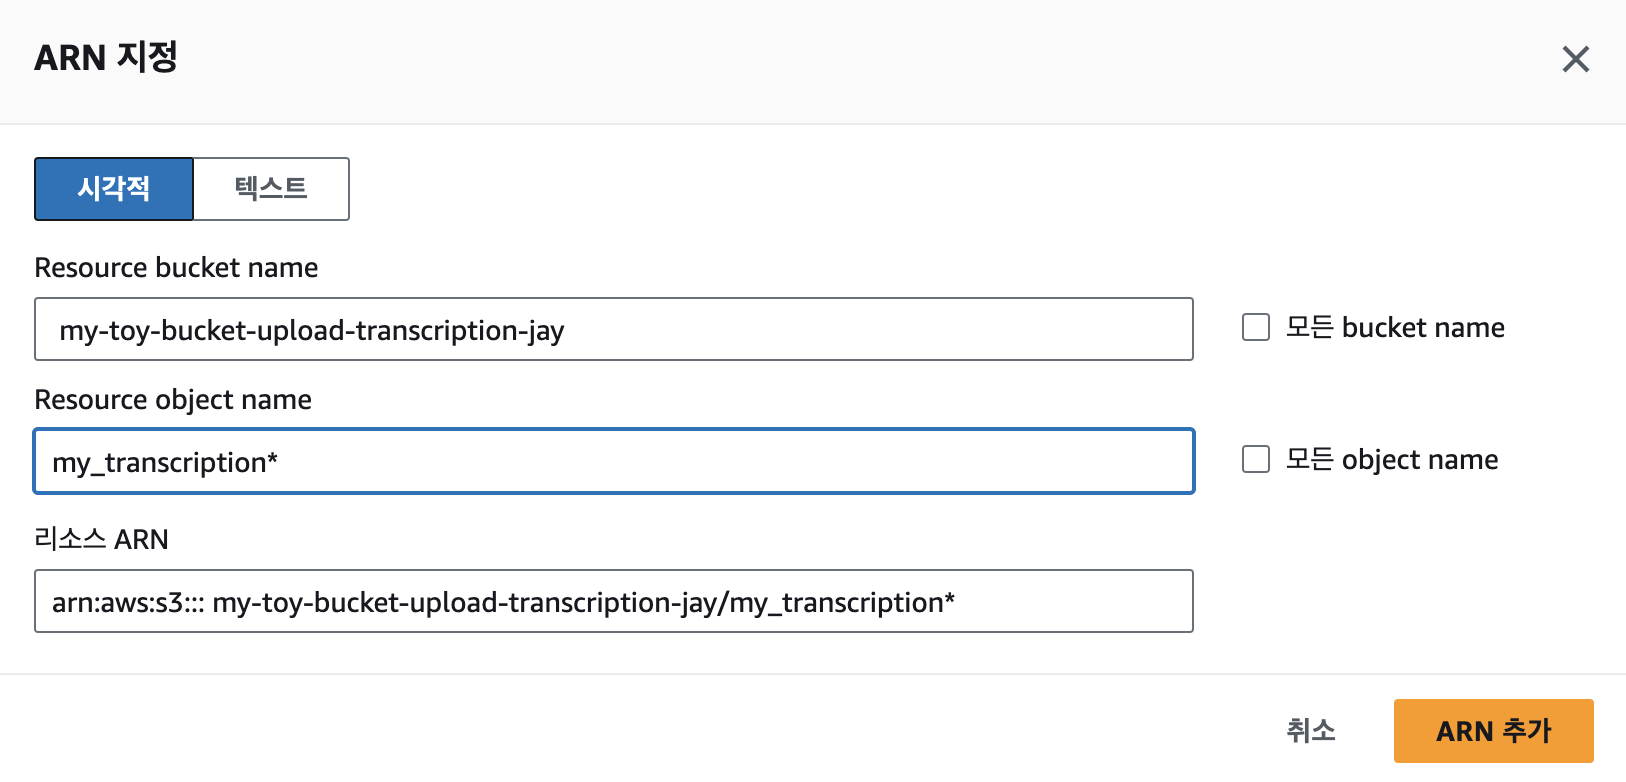 ARN 지정
시각적 텍스트
Resource bucket name
my-toy-bucket-upload-transcription-jay
모든 bucket name
Resource object name
my_transcription*
모든 object name
리소스 ARN
arn:aws:s3::: my-toy-bucket-upload-transcription-jay/my_transcription*
취소 ARN 추가